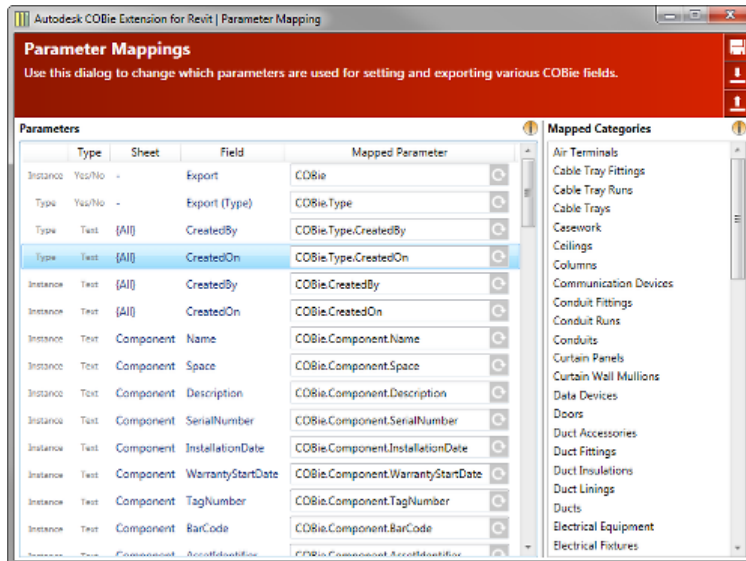 Autodesk COBie Extension for Revit | Parameter Mapping
Parameter Mappings
Use this dialog to change which parameters are used for setting and exporting various COBie fields.
Parameters
Type Sheet Field Mapped Parameter
Instance Yes/No - Export COBie
Type Yes/No - Export (Type) COBie.Type
Type Text {All} CreatedBy COBie.Type.CreatedBy
Type Text {All} CreatedOn COBie.Type.CreatedOn
Instance Text {All} CreatedBy COBie.CreatedBy
Instance Text {All} CreatedOn COBie.CreatedOn
Instance Text Component Name COBie.Component.Name
Instance Text Component Space COBie.Component.Space
Instance Text Component Description COBie.Component.Description
Instance Text Component SerialNumber COBie.Component.SerialNumber
Instance Text Component InstallationDate COBie.Component.InstallationDate
Instance Text Component WarrantyStartDate COBie.Component.WarrantyStartDate
Instance Text Component TagNumber COBie.Component.TagNumber
Instance Text Component BarCode COBie.Component.BarCode
Instance Text Component AssetIdentifier COBie.Component.AssetIdentifier
Mapped Categories
Air Terminals
Cable Tray Fittings
Cable Tray Runs
Cable Trays
Casework
Ceilings
Columns
Communication Devices
Conduit Fittings
Conduit Runs
Conduits
Curtain Panels
Curtain Wall Mullions
Data Devices
Doors
Duct Accessories
Duct Fittings
Duct Insulations
Duct Linings
Ducts
Electrical Equipment
Electrical Fixtures